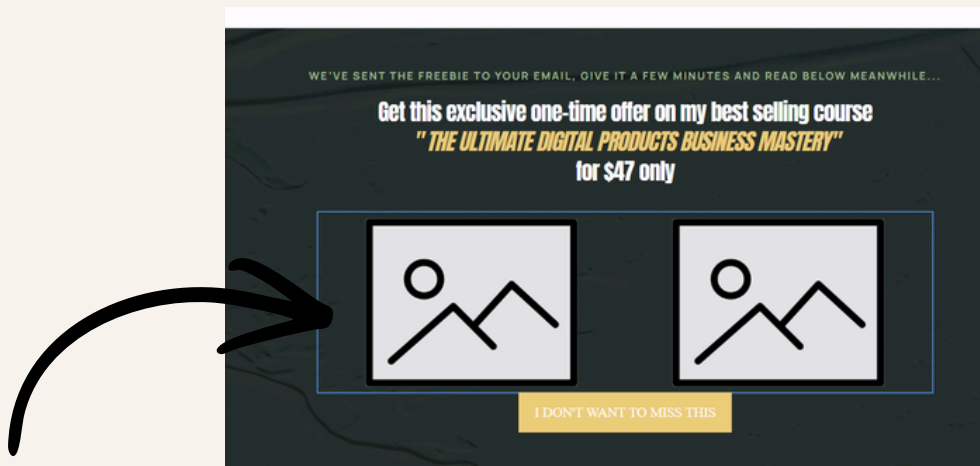 WE'VE SENT THE FREEBIE TO YOUR EMAIL, GIVE IT A FEW MINUTES AND READ BELOW MEANWHILE...
Get this exclusive one-time offer on my best selling course
"THE ULTIMATE DIGITAL PRODUCTS BUSINESS MASTERY"
for $47 only
I DON'T WANT TO MISS THIS